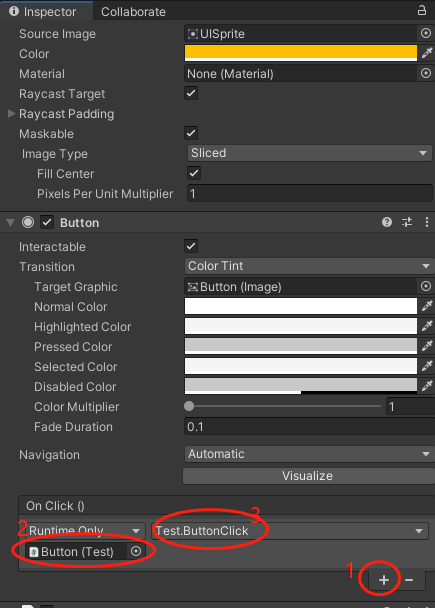 Inspector Collaborate
Source Image UISprite
Color
Material None (Material)
Raycast Target
Raycast Padding
Maskable
Image Type Sliced
Fill Center
Pixels Per Unit Multiplier 1
Button
Interactable
Transition Color Tint
Target Graphic Button (Image)
Normal Color
Highlighted Color
Pressed Color
Selected Color
Disabled Color
Color Multiplier 1
Fade Duration 0.1
Navigation Automatic
Visualize
On Click ()
2 3
Runtime Only Test.ButtonClick
Button (Test)
1 + −